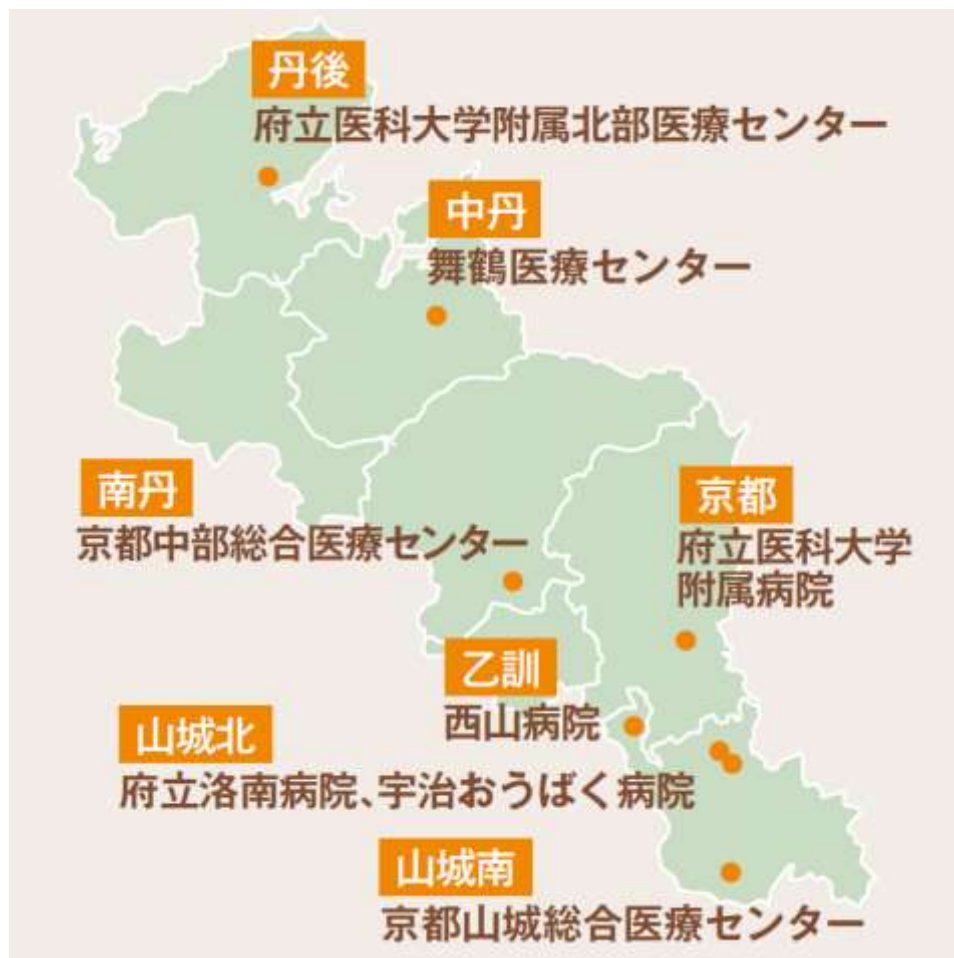 丹後
府立医科大学附属北部医療センター
中丹
舞鶴医療センター
南丹
京都中部総合医療センター
京都
府立医科大学
附属病院
乙訓
西山病院
山城北
府立洛南病院、宇治おうばく病院
山城南
京都山城総合医療センター